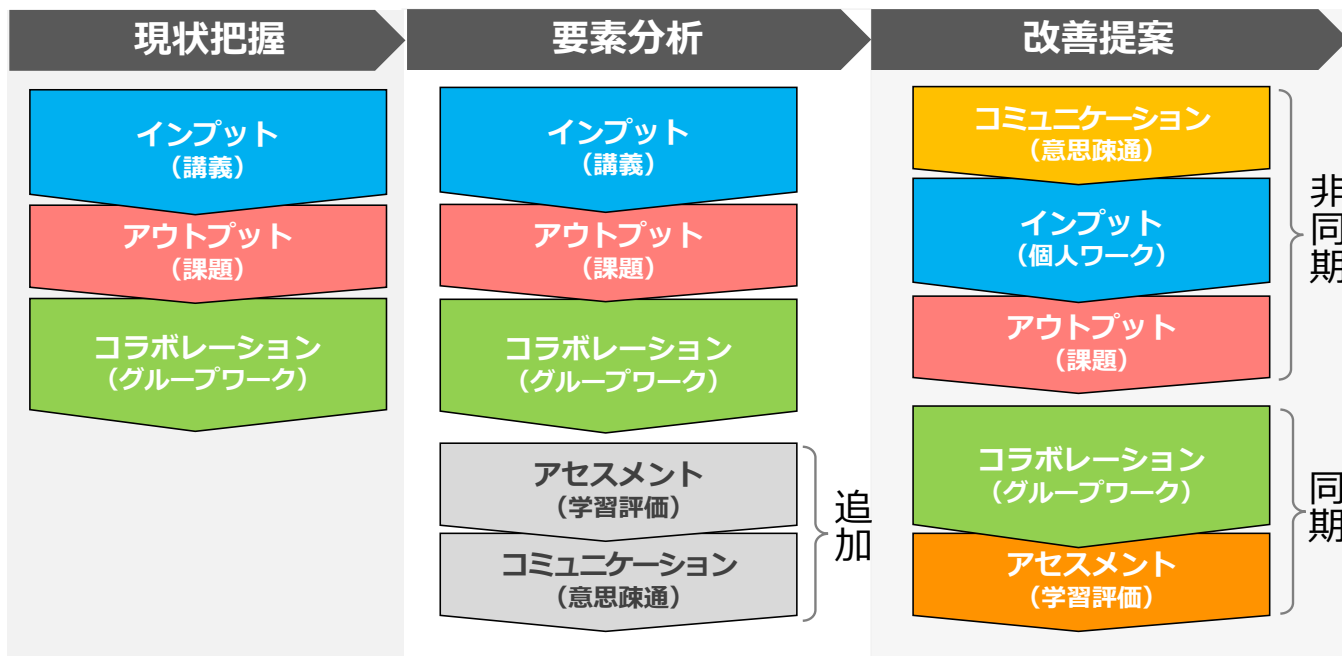 現状把握
インプット
（講義）
アウトプット
（課題）
コラボレーション
（グループワーク）
要素分析
インプット
（講義）
アウトプット
（課題）
コラボレーション
（グループワーク）
アセスメント
（学習評価）
コミュニケーション
（意思疎通）
追加
改善提案
コミュニケーション
（意思疎通）
インプット
（個人ワーク）
アウトプット
（課題）
非同期
コラボレーション
（グループワーク）
アセスメント
（学習評価）
同期